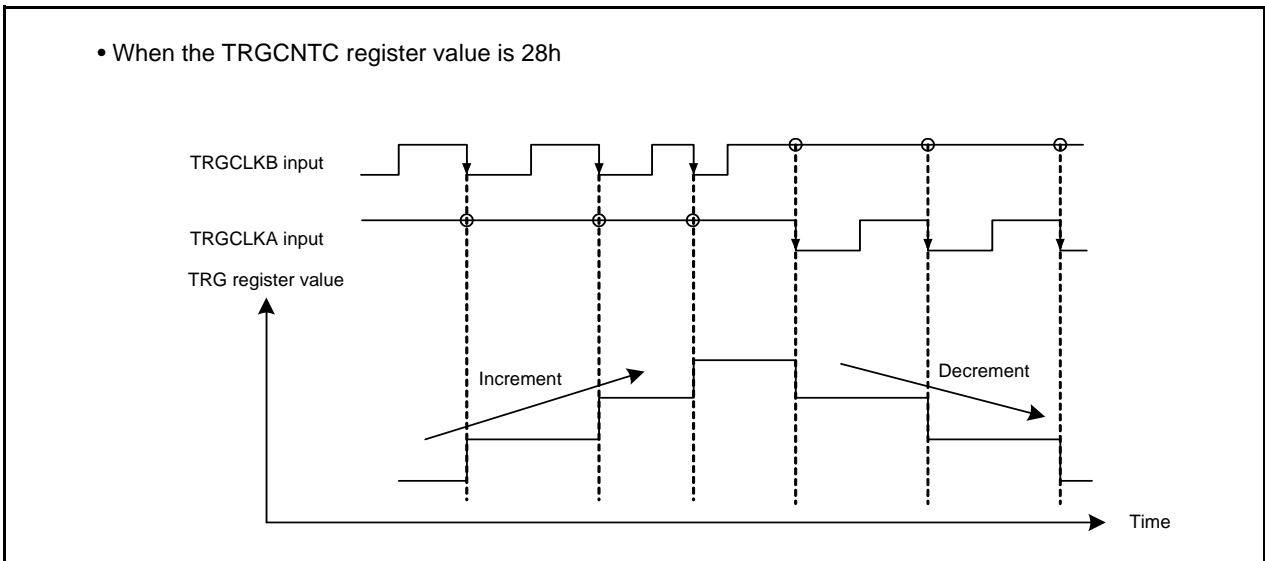 • When the TRGCNTC register value is 28h
TRGCLKB input
TRGCLKA input
TRG register value
Increment
Decrement
Time